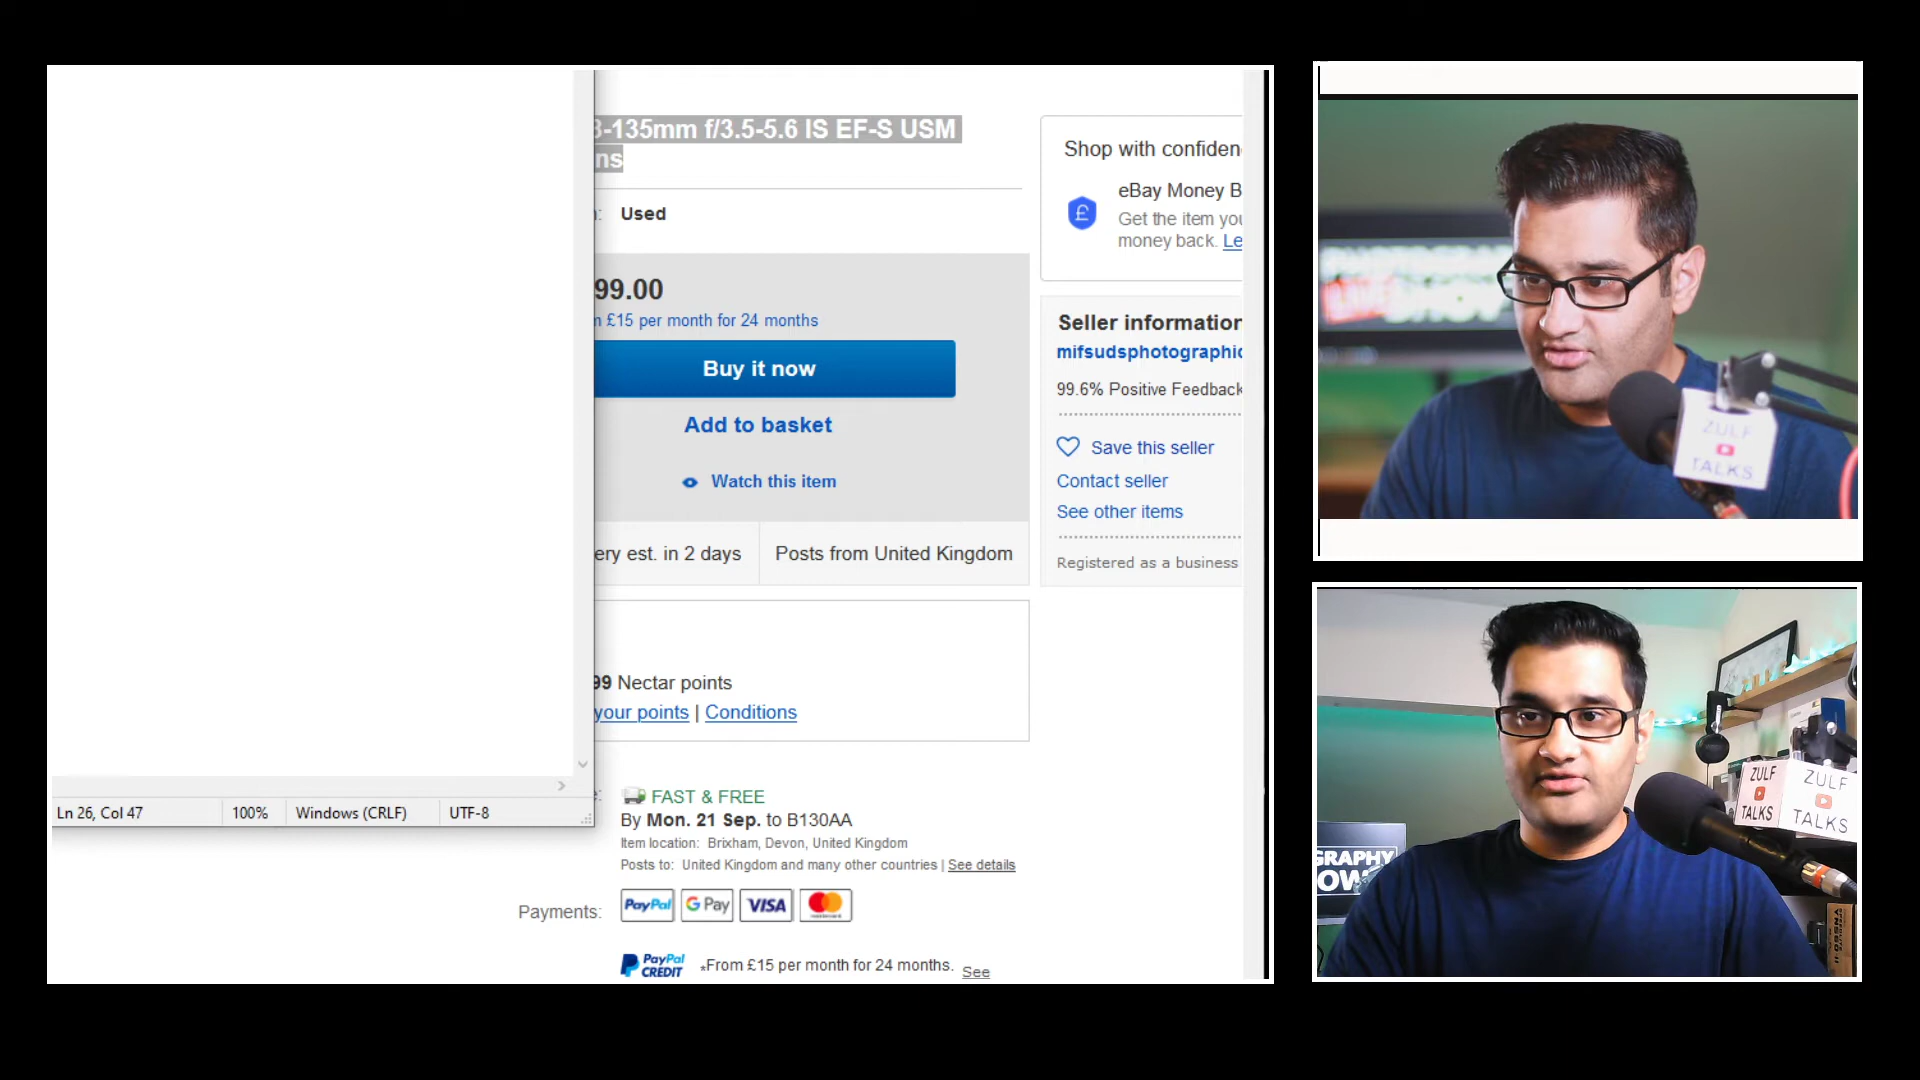 -135mm f/3.5-5.6 IS EF-S USM
ns
Used
99.00
£15 per month for 24 months
Buy it now
Add to basket
Watch this item
ery est. in 2 days
Posts from United Kingdom
99 Nectar points
your points | Conditions
FAST & FREE
By Mon. 21 Sep. to B130AA
Item location: Brixham, Devon, United Kingdom
Posts to: United Kingdom and many other countries | See details
Payments:
PayPal
G Pay
VISA
mastercard
PayPal CREDIT
*From £15 per month for 24 months. See
Shop with confiden
eBay Money B
Get the item you
money back. Le
Seller information
mifsudsphotographic
99.6% Positive Feedback
Save this seller
Contact seller
See other items
Registered as a business
Ln 26, Col 47
100%
Windows (CRLF)
UTF-8
ZULF
TALKS
ZULF
TALKS
ZULF
TALKS
GRAPHY
OW